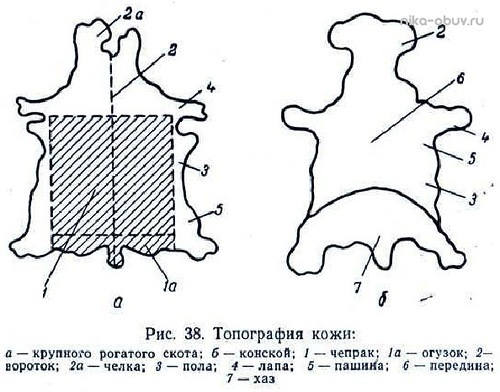 nika-obuv.ru
2а
2
4
3
5
1
1а
а
2
6
4
5
3
7
б
Рис. 38. Топография кожи:
а — крупного рогатого скота; б — конской; 1 — чепрак; 1а — огузок; 2—
вороток; 2а — челка; 3 — пола; 4 — лапа; 5 — пашина; 6 — передина;
7 — хаз